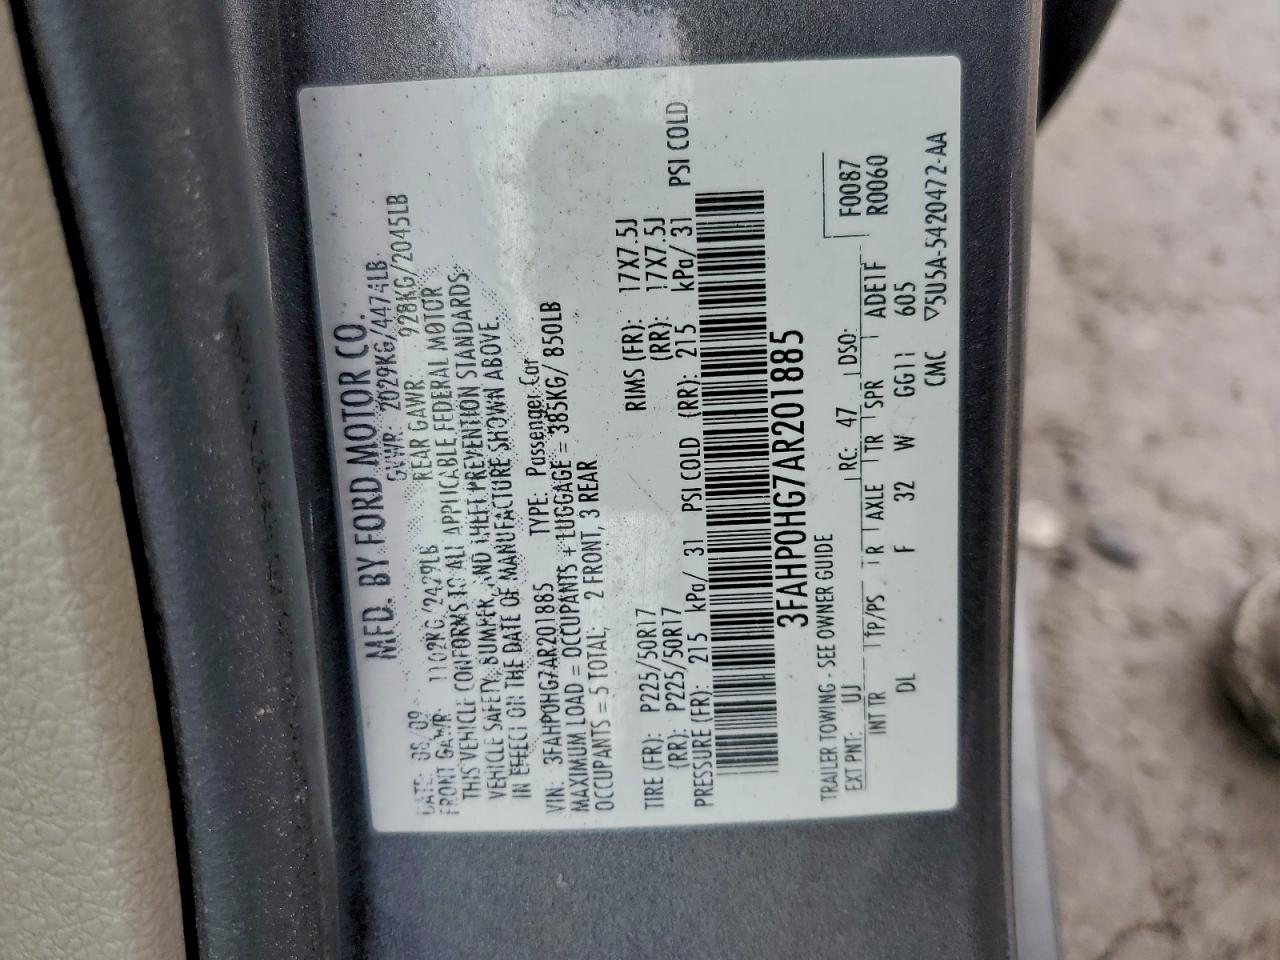 MFD. BY FORD MOTOR CO.
DATE: 08/09 GVWR: 2029KG/4474LB
FRONT GAWR: 1102KG/2429LB REAR GAWR: 928KG/2045LB
THIS VEHICLE CONFORMS TO ALL APPLICABLE FEDERAL MOTOR
VEHICLE SAFETY, BUMPER, AND THEFT PREVENTION STANDARDS
IN EFFECT ON THE DATE OF MANUFACTURE SHOWN ABOVE.
VIN: 3FAHP0HG7AR201885 TYPE: Passenger Car
MAXIMUM LOAD = OCCUPANTS + LUGGAGE = 385KG/ 850LB
OCCUPANTS = 5 TOTAL, 2 FRONT, 3 REAR
TIRE (FR): P225/50R17 RIMS (FR): 17X7.5J
(RR): P225/50R17 (RR): 17X7.5J
PRESSURE (FR): 215 kPa/ 31 PSI COLD (RR): 215 kPa/ 31 PSI COLD
3FAHP0HG7AR201885
TRAILER TOWING - SEE OWNER GUIDE F0087
EXT PNT: UJ RC: 47 DSO: R0060
INT TR TP/PS R AXLE TR SPR ADE1F
DL F 32 W GG11 605
CMC ▽5U5A-5420472-AA